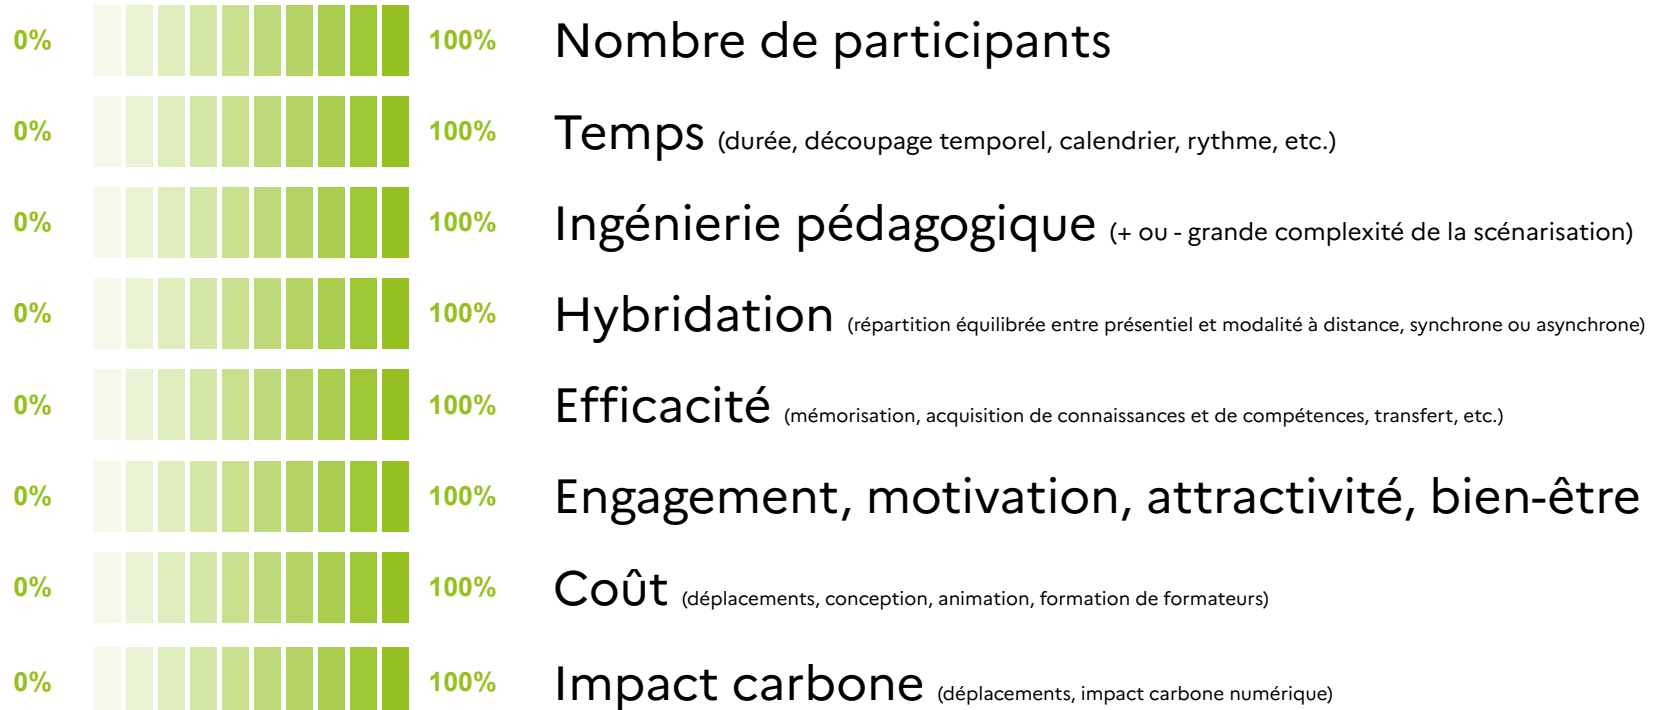 0% 100% Nombre de participants
0% 100% Temps (durée, découpage temporel, calendrier, rythme, etc.)
0% 100% Ingénierie pédagogique (+ ou - grande complexité de la scénarisation)
0% 100% Hybridation (répartition équilibrée entre présentiel et modalité à distance, synchrone ou asynchrone)
0% 100% Efficacité (mémorisation, acquisition de connaissances et de compétences, transfert, etc.)
0% 100% Engagement, motivation, attractivité, bien-être
0% 100% Coût (déplacements, conception, animation, formation de formateurs)
0% 100% Impact carbone (déplacements, impact carbone numérique)